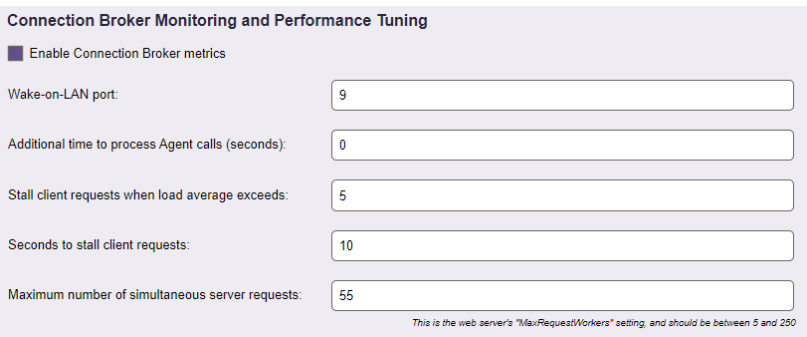 Connection Broker Monitoring and Performance Tuning
Enable Connection Broker metrics
Wake-on-LAN port: 9
Additional time to process Agent calls (seconds): 0
Stall client requests when load average exceeds: 5
Seconds to stall client requests: 10
Maximum number of simultaneous server requests: 55
This is the web server's "MaxRequestWorkers" setting, and should be between 5 and 250